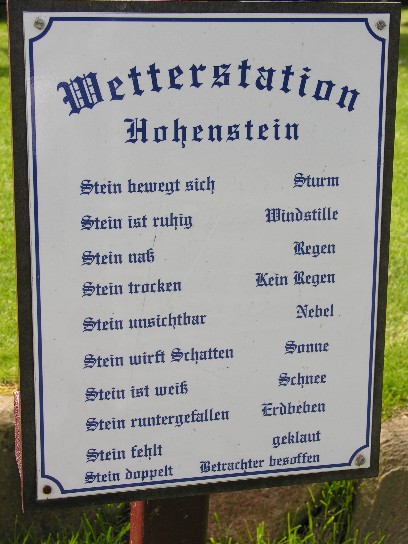 Wetterstation
Hohenstein
Stein bewegt sich Sturm
Stein ist ruhig Windstille
Stein naß Regen
Stein trocken Kein Regen
Stein unsichtbar Nebel
Stein wirft Schatten Sonne
Stein ist weiß Schnee
Stein runtergefallen Erdbeben
Stein fehlt geklaut
Stein doppelt Betrachter besoffen